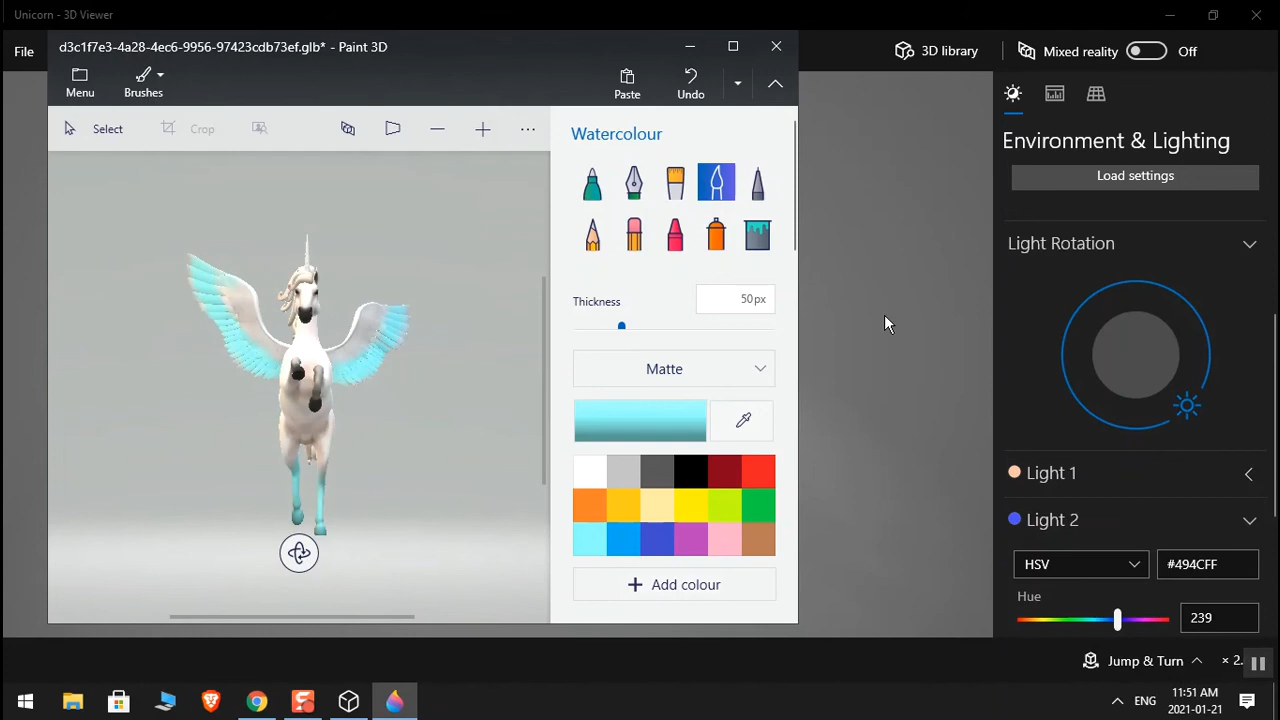 Unicorn - 3D Viewer
File
3D library
Mixed reality
Off
d3c1f7e3-4a28-4ec6-9956-97423cdb73ef.glb* - Paint 3D
Menu
Brushes
Paste
Undo
Select
Crop
Watercolour
Thickness
50px
Matte
Add colour
Environment & Lighting
Load settings
Light Rotation
Light 1
Light 2
HSV
#494CFF
Hue
239
Jump & Turn
× 2.
ENG
11:51 AM
2021-01-21